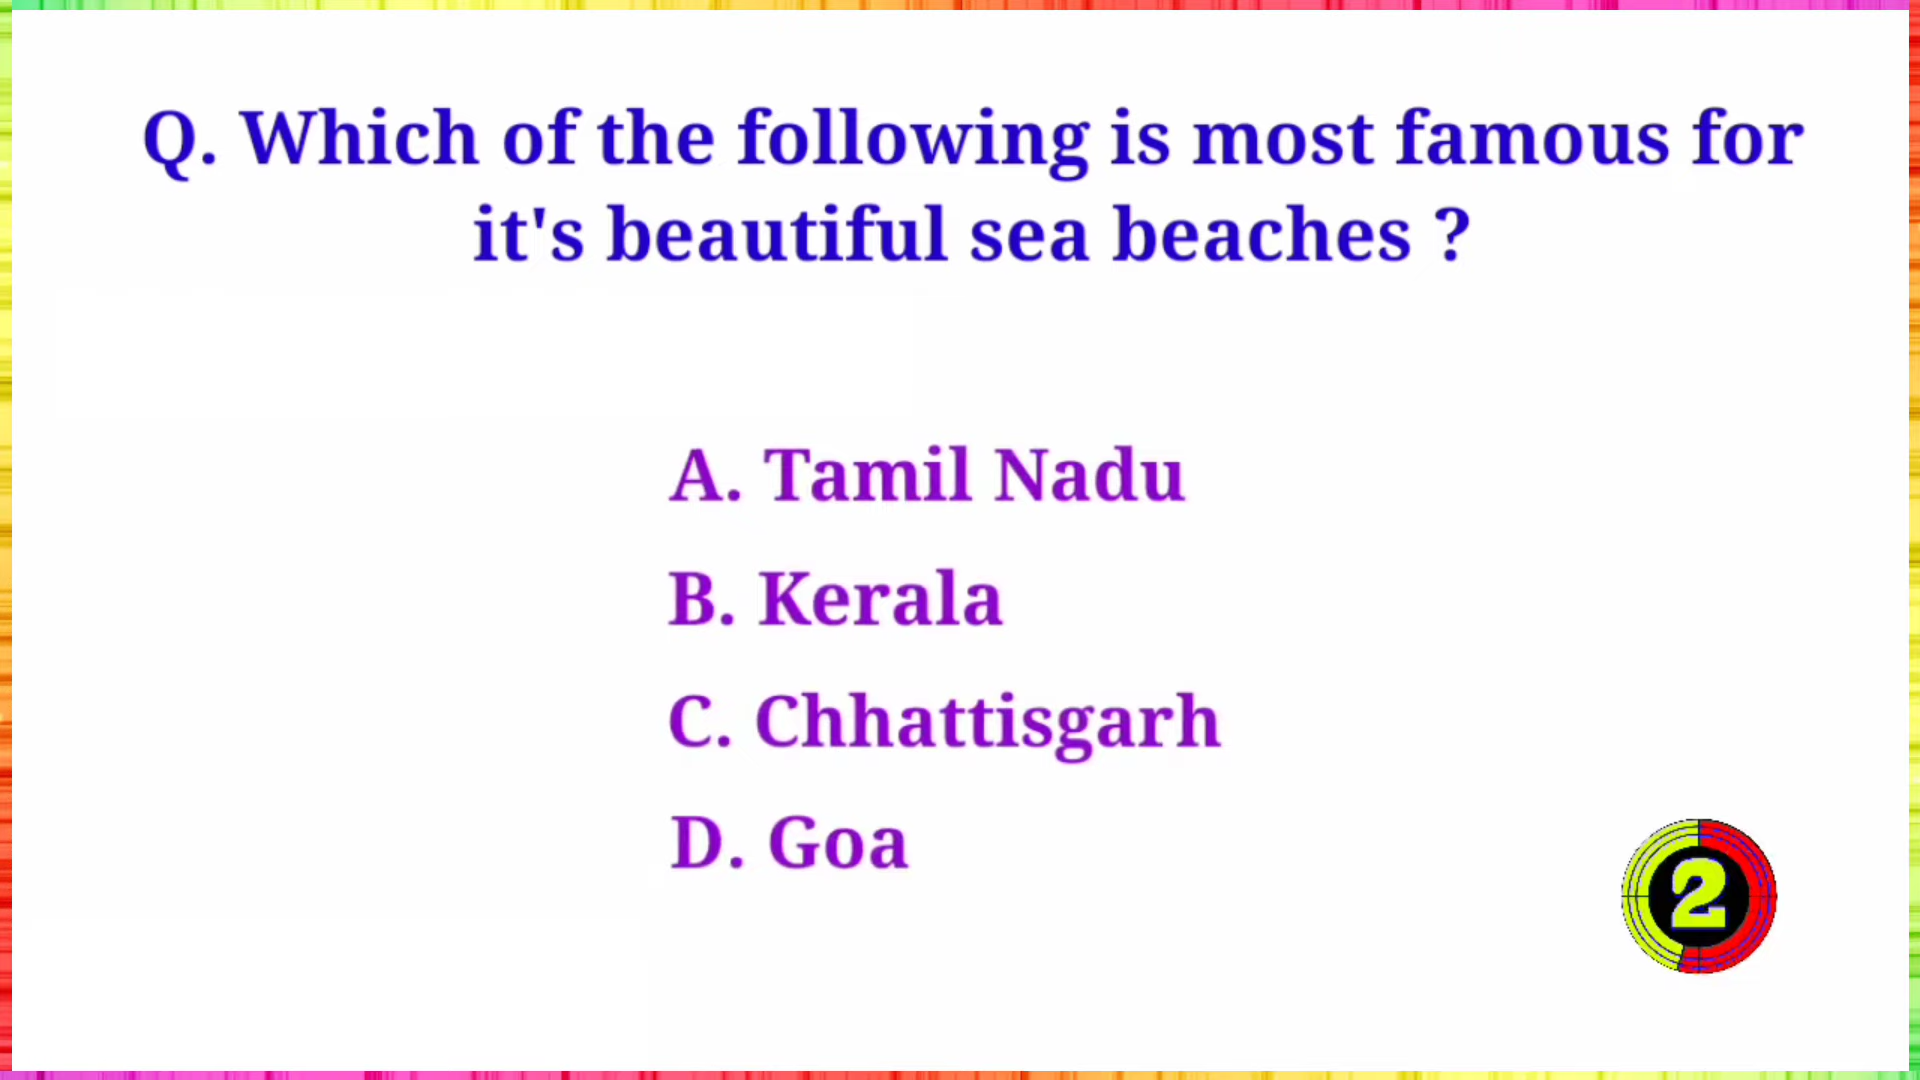 Q. Which of the following is most famous for
it's beautiful sea beaches ?
A. Tamil Nadu
B. Kerala
C. Chhattisgarh
D. Goa
2